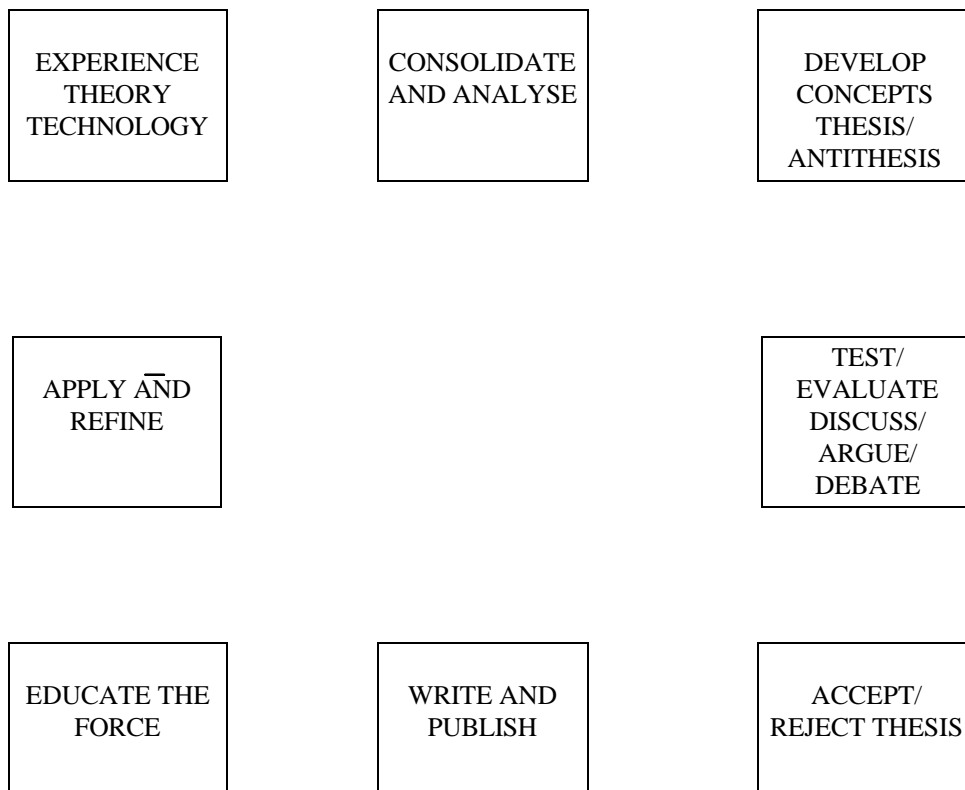 EXPERIENCE
THEORY
TECHNOLOGY
CONSOLIDATE
AND ANALYSE
DEVELOP
CONCEPTS
THESIS/
ANTITHESIS
APPLY AND
REFINE
TEST/
EVALUATE
DISCUSS/
ARGUE/
DEBATE
EDUCATE THE
FORCE
WRITE AND
PUBLISH
ACCEPT/
REJECT THESIS